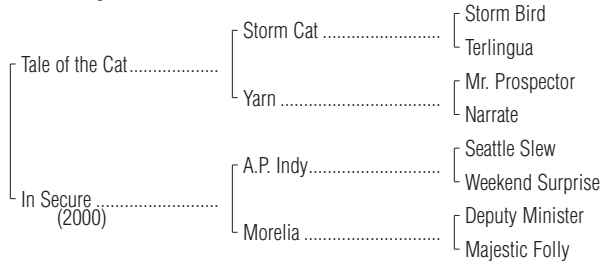 Storm Bird
Storm Cat ......................
Terlingua
Tale of the Cat.................
Mr. Prospector
Yarn ..............................
Narrate
Seattle Slew
A.P. Indy.........................
Weekend Surprise
In Secure .......................
(2000)
Deputy Minister
Morelia ..........................
Majestic Folly